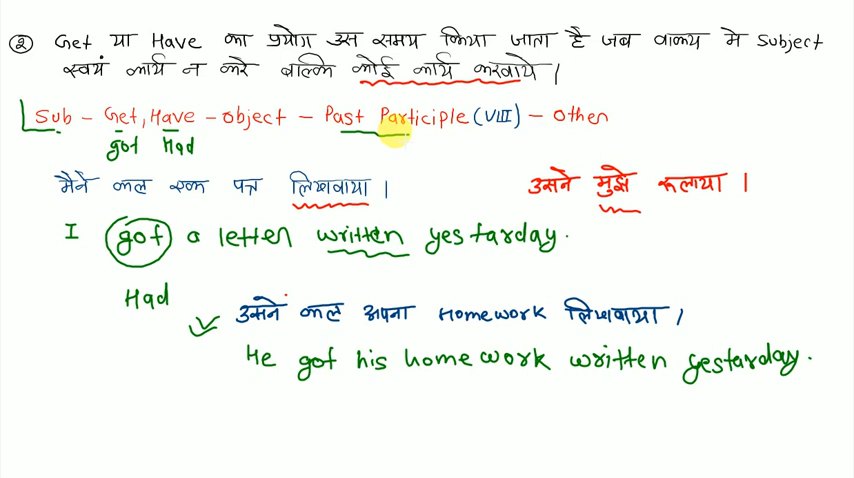 ② Get या Have का प्रयोग उस समय किया जाता है जब वाक्य मे Subject
स्वयं कार्य न करे बल्कि कोई कार्य करवाये।
Sub - Get, Have - object - Past Participle (VIII) - Other
got Had
मैने कल एक पत्र लिखवाया। उसने मुझे रूलाया।
I got a letter written yestarday.
Had
उसने कल अपना Homework लिखवाया।
He got his homework written yestarday.